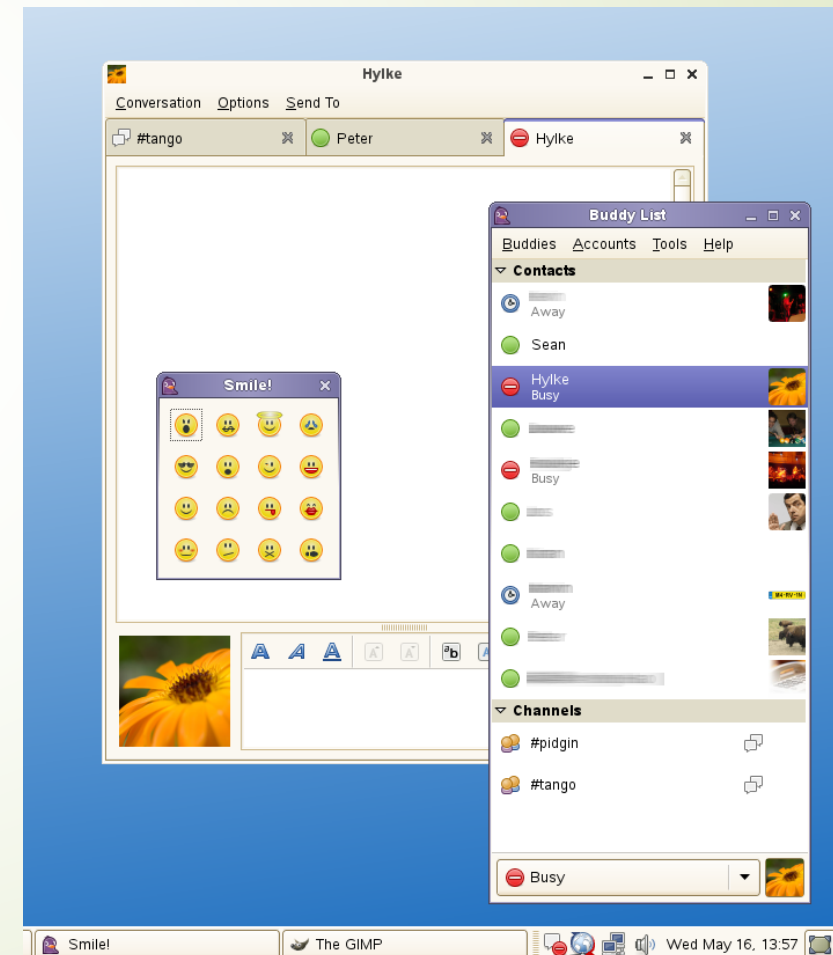 Hylke
Conversation Options Send To
#tango Peter Hylke
Buddy List
Buddies Accounts Tools Help
Contacts
Away
Sean
Hylke
Busy
Busy
Away
Channels
#pidgin
#tango
Busy
Smile!
Smile! The GIMP Wed May 16, 13:57